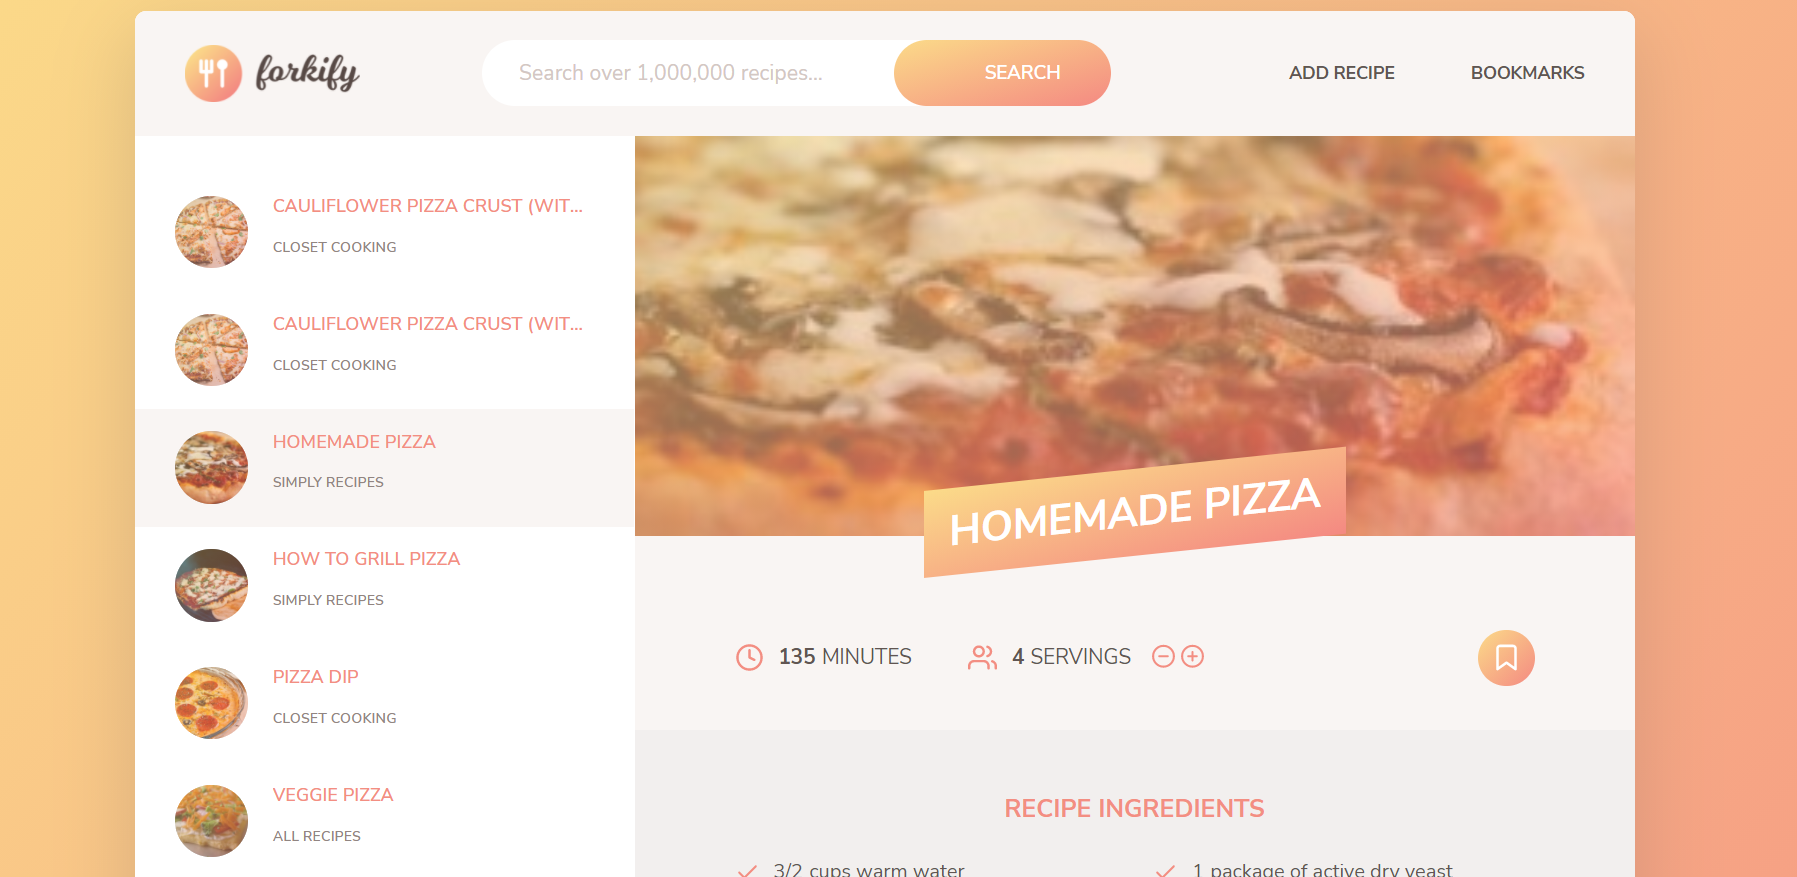 forkify
Search over 1,000,000 recipes...
SEARCH
ADD RECIPE
BOOKMARKS
CAULIFLOWER PIZZA CRUST (WIT...
CLOSET COOKING
CAULIFLOWER PIZZA CRUST (WIT...
CLOSET COOKING
HOMEMADE PIZZA
SIMPLY RECIPES
HOW TO GRILL PIZZA
SIMPLY RECIPES
PIZZA DIP
CLOSET COOKING
VEGGIE PIZZA
ALL RECIPES
HOMEMADE PIZZA
135 MINUTES
4 SERVINGS
RECIPE INGREDIENTS
3/2 cups warm water
1 package of active dry yeast